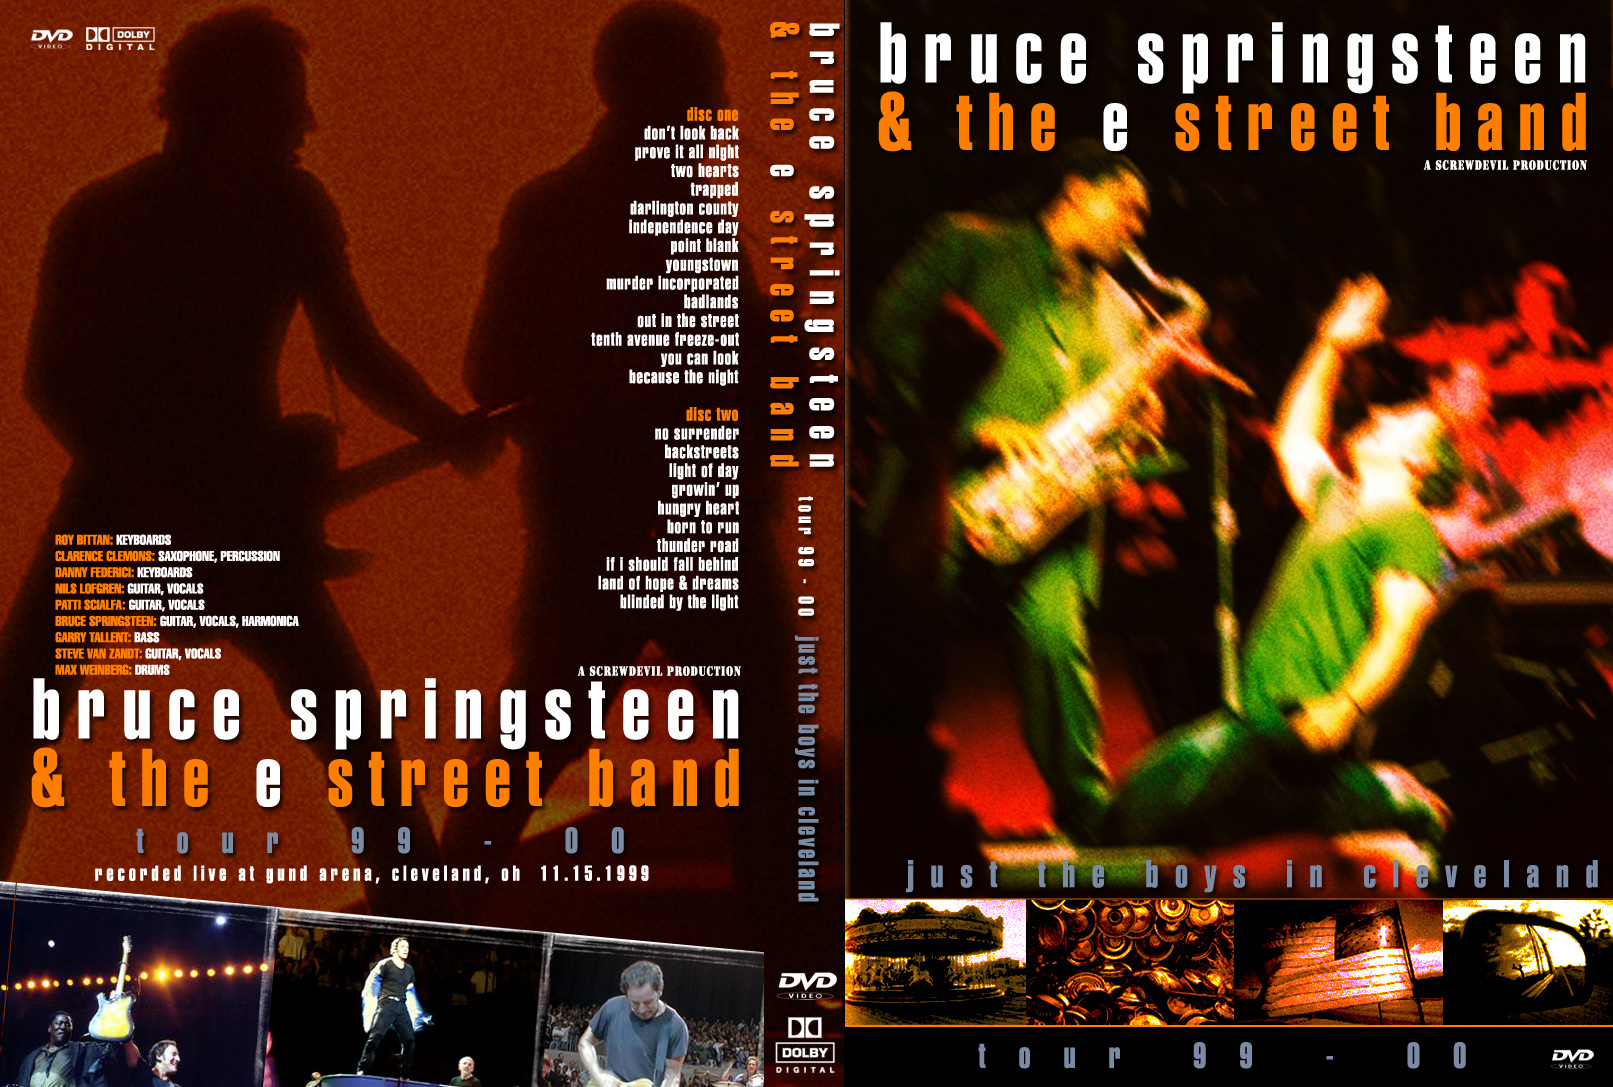 DVD
VIDEO
DOLBY
DIGITAL
disc one
don't look back
prove it all night
two hearts
trapped
darlington county
independence day
point blank
youngstown
murder incorporated
badlands
out in the street
tenth avenue freeze-out
you can look
because the night
disc two
no surrender
backstreets
light of day
growin' up
hungry heart
born to run
thunder road
if i should fall behind
land of hope & dreams
blinded by the light
ROY BITTAN: KEYBOARDS
CLARENCE CLEMONS: SAXOPHONE, PERCUSSION
DANNY FEDERICI: KEYBOARDS
NILS LOFGREN: GUITAR, VOCALS
PATTI SCIALFA: GUITAR, VOCALS
BRUCE SPRINGSTEEN: GUITAR, VOCALS, HARMONICA
GARRY TALLENT: BASS
STEVE VAN ZANDT: GUITAR, VOCALS
MAX WEINBERG: DRUMS
A SCREWDEVIL PRODUCTION
bruce springsteen
& the e street band
tour 99 - 00
recorded live at gund arena, cleveland, oh 11.15.1999
bruce springsteen
& the e street band
tour 99 - 00 just the boys in cleveland
DVD
VIDEO
DOLBY
DIGITAL
bruce springsteen
& the e street band
A SCREWDEVIL PRODUCTION
just the boys in cleveland
tour 99 - 00
DVD
VIDEO